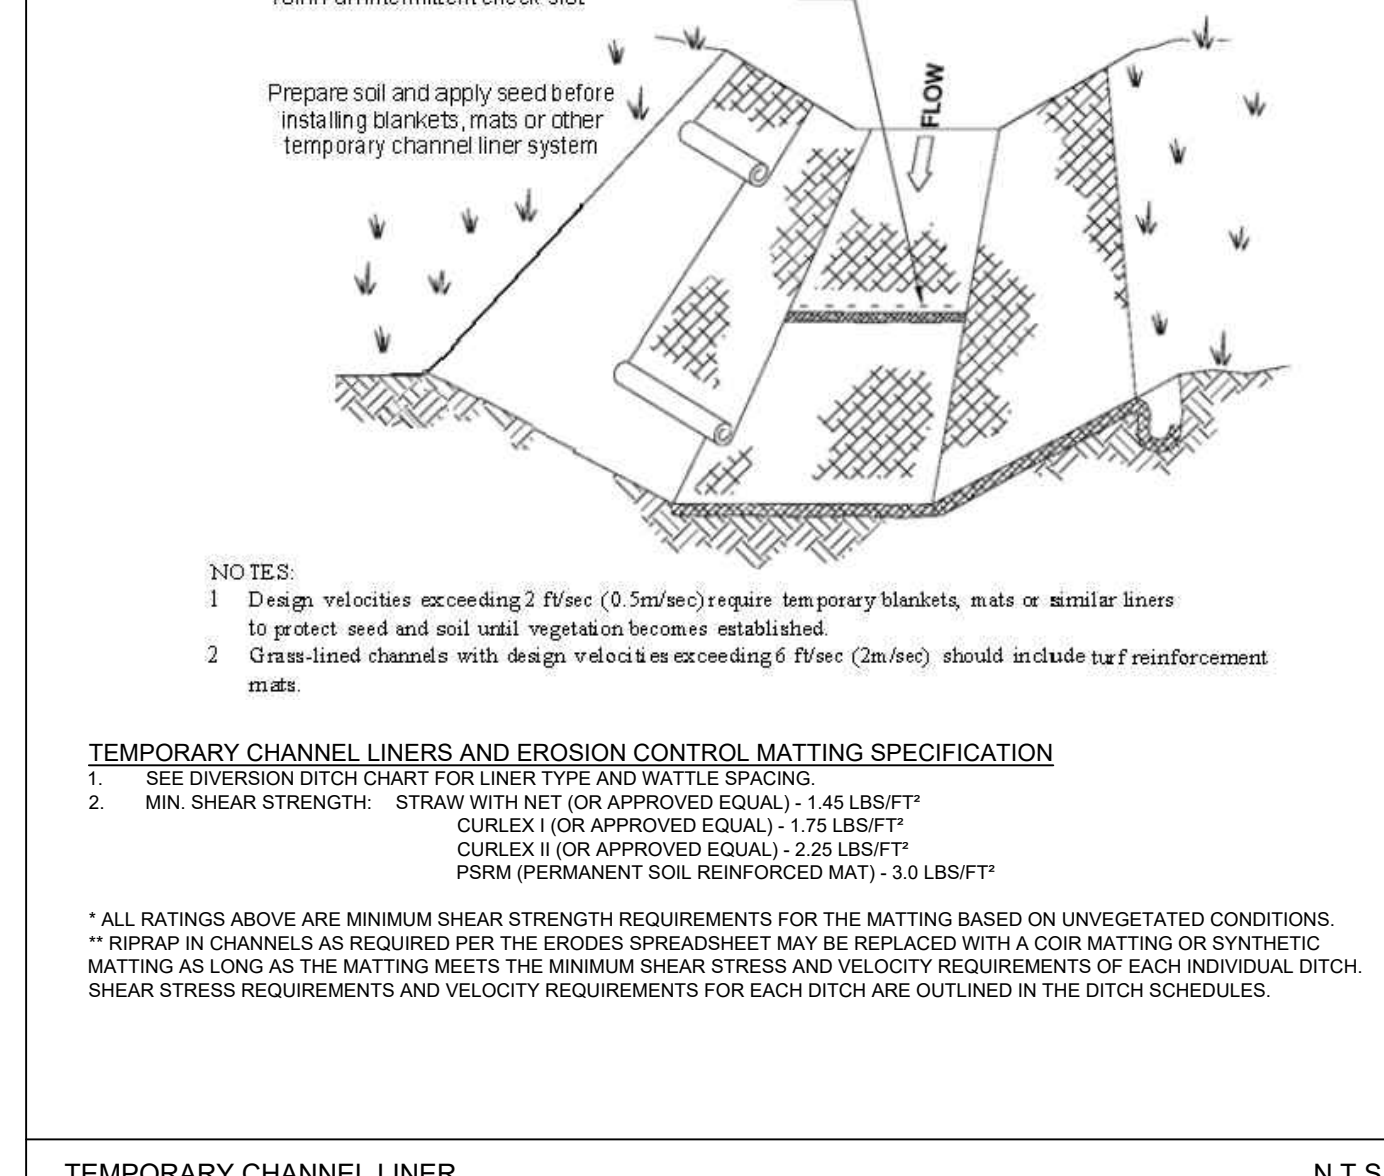 Prepare soil and apply seed before
installing blankets, mats or other
temporary channel liner system
FLOW
NOTES:
1 Design velocities exceeding 2 ft/sec (0.5m/sec) require temporary blankets, mats or similar liners
to protect seed and soil until vegetation becomes established.
2 Grass-lined channels with design velocities exceeding 6 ft/sec (2m/sec) should include turf reinforcement
mats.
TEMPORARY CHANNEL LINERS AND EROSION CONTROL MATTING SPECIFICATION
1. SEE DIVERSION DITCH CHART FOR LINER TYPE AND WATTLE SPACING.
2. MIN. SHEAR STRENGTH: STRAW WITH NET (OR APPROVED EQUAL) - 1.45 LBS/FT²
CURLEX I (OR APPROVED EQUAL) - 1.75 LBS/FT²
CURLEX II (OR APPROVED EQUAL) - 2.25 LBS/FT²
PSRM (PERMANENT SOIL REINFORCED MAT) - 3.0 LBS/FT²
* ALL RATINGS ABOVE ARE MINIMUM SHEAR STRENGTH REQUIREMENTS FOR THE MATTING BASED ON UNVEGETATED CONDITIONS.
** RIPRAP IN CHANNELS AS REQUIRED PER THE ERODES SPREADSHEET MAY BE REPLACED WITH A COIR MATTING OR SYNTHETIC
MATTING AS LONG AS THE MATTING MEETS THE MINIMUM SHEAR STRESS AND VELOCITY REQUIREMENTS OF EACH INDIVIDUAL DITCH.
SHEAR STRESS REQUIREMENTS AND VELOCITY REQUIREMENTS FOR EACH DITCH ARE OUTLINED IN THE DITCH SCHEDULES.
TEMPORARY CHANNEL LINER
N.T.S